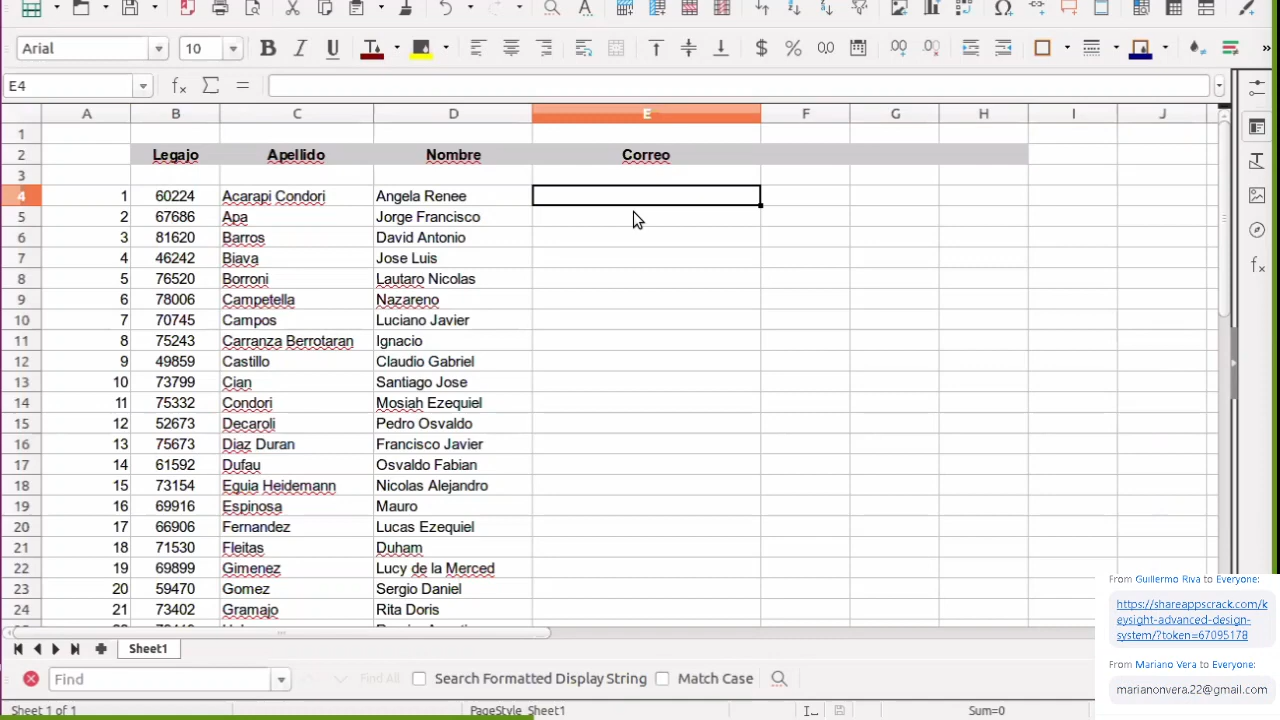 Arial 10
E4
A B C D E F G H I J
1
2 Legajo Apellido Nombre Correo
3
4 1 60224 Acarapi Condori Angela Renee
5 2 67686 Apa Jorge Francisco
6 3 81620 Barros David Antonio
7 4 46242 Biava Jose Luis
8 5 76520 Borroni Lautaro Nicolas
9 6 78006 Campetella Nazareno
10 7 70745 Campos Luciano Javier
11 8 75243 Carranza Berrotaran Ignacio
12 9 49859 Castillo Claudio Gabriel
13 10 73799 Cian Santiago Jose
14 11 75332 Condori Mosiah Ezequiel
15 12 52673 Decaroli Pedro Osvaldo
16 13 75673 Diaz Duran Francisco Javier
17 14 61592 Dufau Osvaldo Fabian
18 15 73154 Eguia Heidemann Nicolas Alejandro
19 16 69916 Espinosa Mauro
20 17 66906 Fernandez Lucas Ezequiel
21 18 71530 Fleitas Duham
22 19 69899 Gimenez Lucy de la Merced
23 20 59470 Gomez Sergio Daniel
24 21 73402 Gramajo Rita Doris
Sheet1
Find Find All Search Formatted Display String Match Case
Sheet 1 of 1 PageStyle_Sheet1 Sum=0
From Guillermo Riva to Everyone:
https://shareappscrack.com/k
eysight-advanced-design-
system/?token=67095178
From Mariano Vera to Everyone:
marianonvera.22@gmail.com